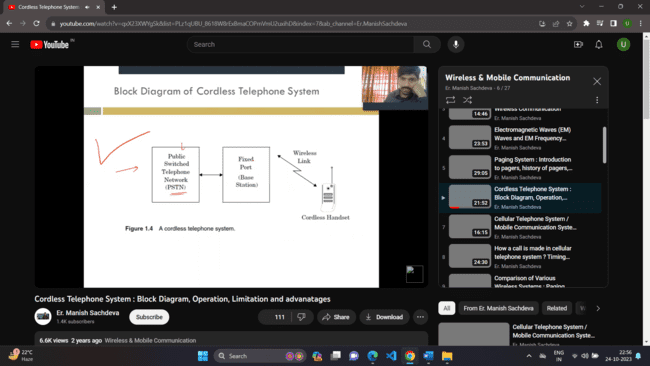 Cordless Telephone System
youtube.com/watch?v=
YouTube
IN
Search
U
Block Diagram of Cordless Telephone System
Public
Switched
Telephone
Network
(PSTN)
Fixed
Port
(Base
Station)
Wireless
Link
Cordless Handset
Figure 1.4 A cordless telephone system.
Wireless & Mobile Communication
Er. Manish Sachdeva - 6 / 27
Wireless Communication
14:46
Er. Manish Sachdeva
4
Electromagnetic Waves (EM)
Waves and EM Frequency...
23:53
Er. Manish Sachdeva
5
Paging System : Introduction
to pagers, history of pagers,...
29:05
Er. Manish Sachdeva
Cordless Telephone System :
Block Diagram, Operation,...
21:52
Er. Manish Sachdeva
7
Cellular Telephone System /
Mobile Communication Syste...
16:15
Er. Manish Sachdeva
8
How a call is made in cellular
telephone system ? Timing...
24:30
Er. Manish Sachdeva
9
Comparison of Various
Wireless Systems : Paging
Cordless Telephone System : Block Diagram, Operation, Limitation and advanatages
Er. Manish Sachdeva
1.4K subscribers
Subscribe
111
Share
Download
6.6K views 2 years ago Wireless & Mobile Communication
All
From Er. Manish Sachdeva
Related
Cellular Telephone System /
Mobile Communication Syste...
Er. Manish Sachdeva
22°C
Haze
Search
ENG
IN
22:56
24-10-2023